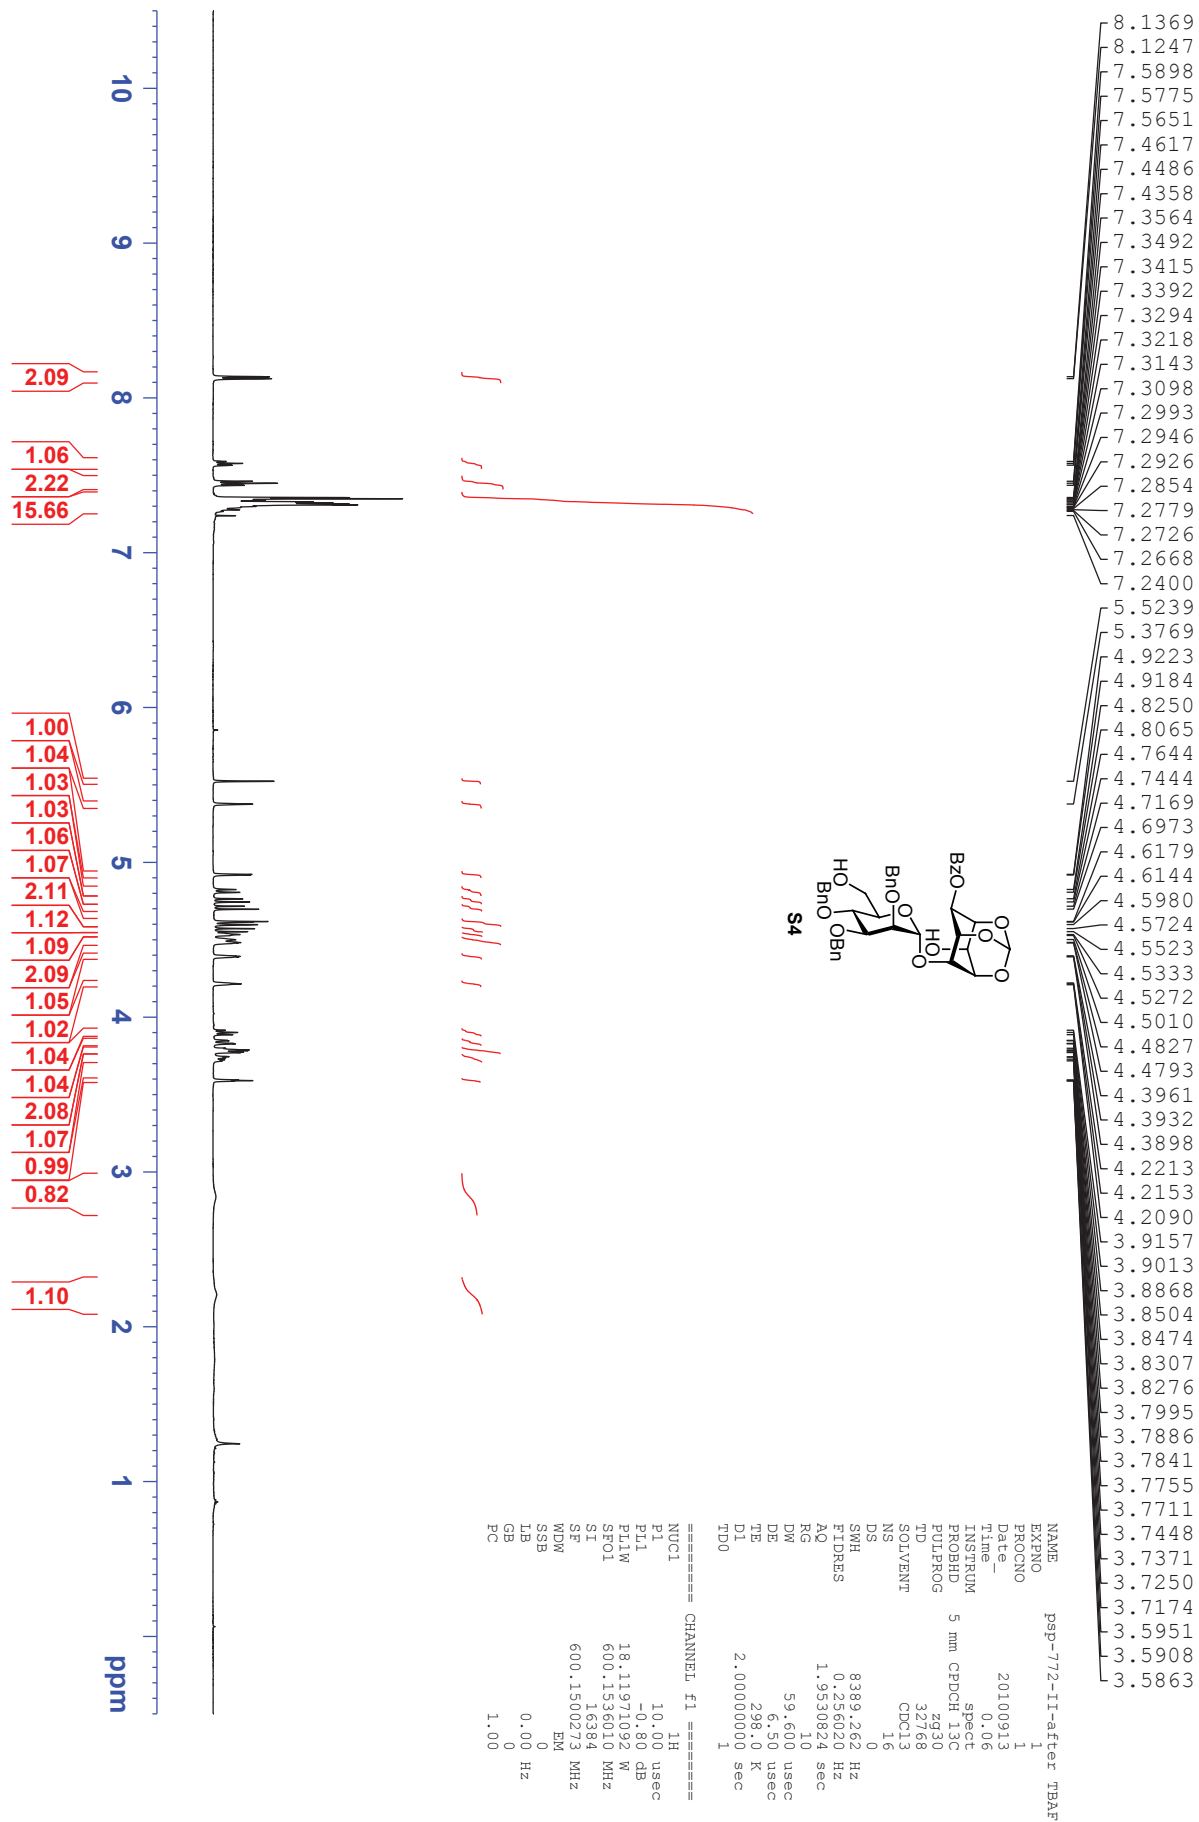 8.1369
8.1247
7.5898
7.5775
7.5651
7.4617
7.4486
7.4358
7.3564
7.3492
7.3415
7.3392
7.3294
7.3218
7.3143
7.3098
7.2993
7.2946
7.2926
7.2854
7.2779
7.2726
7.2668
7.2400
5.5239
5.3769
4.9223
4.9184
4.8250
4.8065
4.7644
4.7444
4.7169
4.6973
4.6179
4.6144
4.5980
4.5724
4.5523
4.5333
4.5272
4.5010
4.4827
4.4793
4.3961
4.3932
4.3898
4.2213
4.2153
4.2090
3.9157
3.9013
3.8868
3.8504
3.8474
3.8307
3.8276
3.7995
3.7886
3.7841
3.7755
3.7711
3.7448
3.7371
3.7250
3.7174
3.5951
3.5908
3.5863
NAME psp-772-II-after TBAF
EXPNO 1
PROCNO 1
Date_ 20100913
Time 0.06
INSTRUM spect
PROBHD 5 mm CPDCH 13C
PULPROG zg30
TD 32768
SOLVENT CDCl3
NS 16
DS 0
SWH 8389.262 Hz
FIDRES 0.256020 Hz
AQ 1.9530824 sec
RG 10
DW 59.600 usec
DE 6.50 usec
TE 298.0 K
D1 2.00000000 sec
TD0 1
======== CHANNEL f1 ========
NUC1 1H
P1 10.00 usec
PL1 -0.80 dB
PL1W 18.11971092 W
SFO1 600.1536010 MHz
SI 16384
SF 600.1500273 MHz
WDW EM
SSB 0
LB 0.00 Hz
GB 0
PC 1.00
BzO
O
O
O
HO
BnO
O
O
HO
BnO
OBn
S4
10 9 8 7 6 5 4 3 2 1 ppm
2.09
1.06
2.22
15.66
1.00
1.04
1.03
1.03
1.06
1.07
2.11
1.12
1.09
2.09
1.05
1.02
1.04
1.04
2.08
1.07
0.99
0.82
1.10